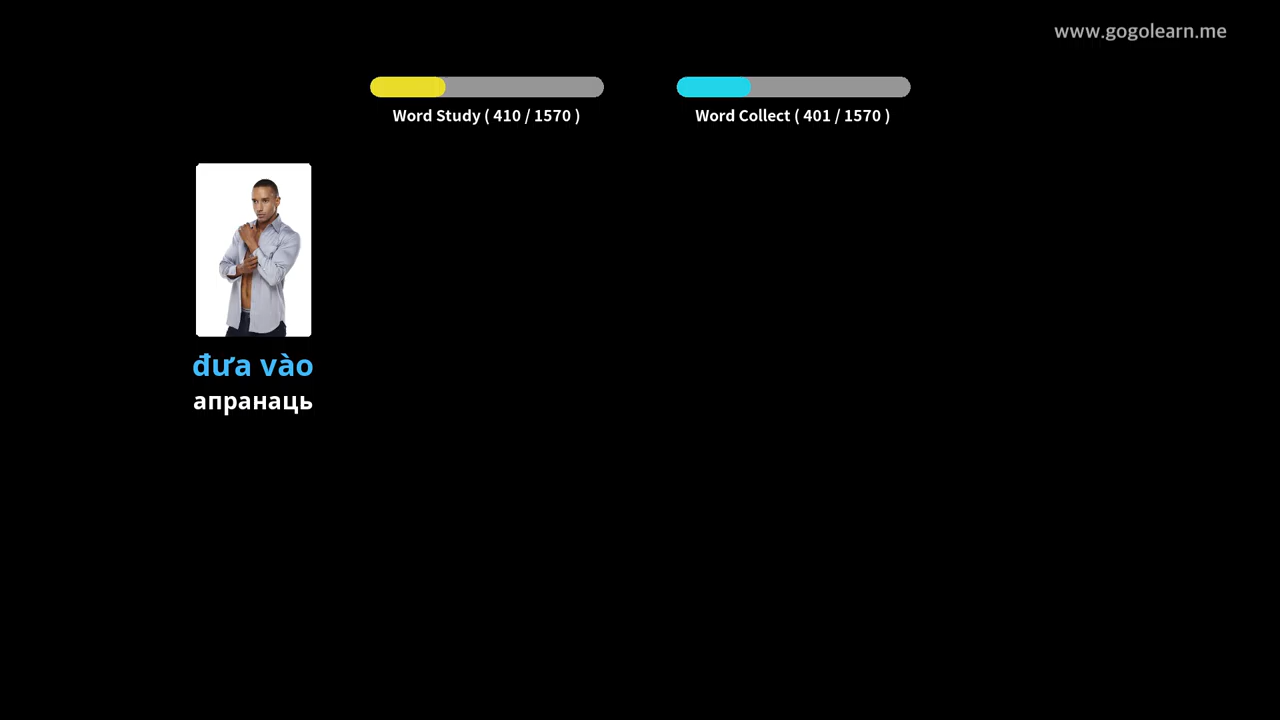 www.gogolearn.me
Word Study ( 410 / 1570 )
Word Collect ( 401 / 1570 )
đưa vào
апранаць